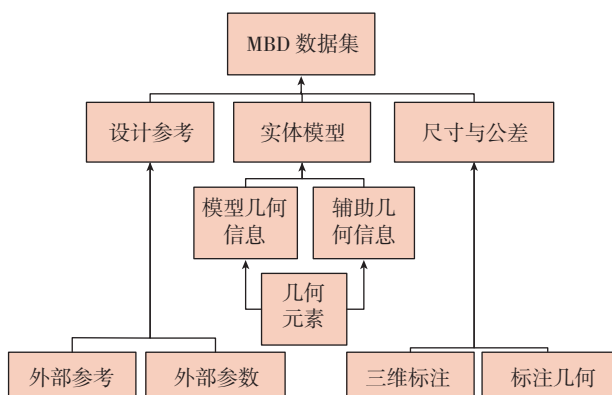 MBD 数据集
设计参考
实体模型
尺寸与公差
模型几何
信息
辅助几
何信息
几何
元素
外部参考
外部参数
三维标注
标注几何